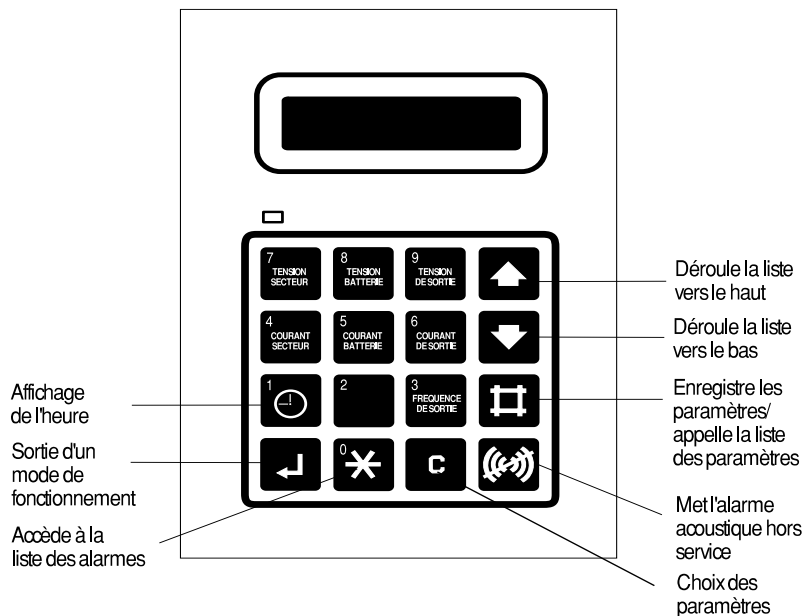 7
TENSION
SECTEUR
8
TENSION
BATTERIE
9
TENSION
DE SORTIE
4
COURANT
SECTEUR
5
COURANT
BATTERIE
6
COURANT
DE SORTIE
1
2
3
FREQUENCE
DE SORTIE
0
C
Affichage
de l'heure
Sortie d'un
mode de
fonctionnement
Accède à la
liste des alarmes
Déroule la liste
vers le haut
Déroule la liste
vers le bas
Enregistre les
paramètres/
appelle la liste
des paramètres
Met l'alarme
acoustique hors
service
Choix des
paramètres